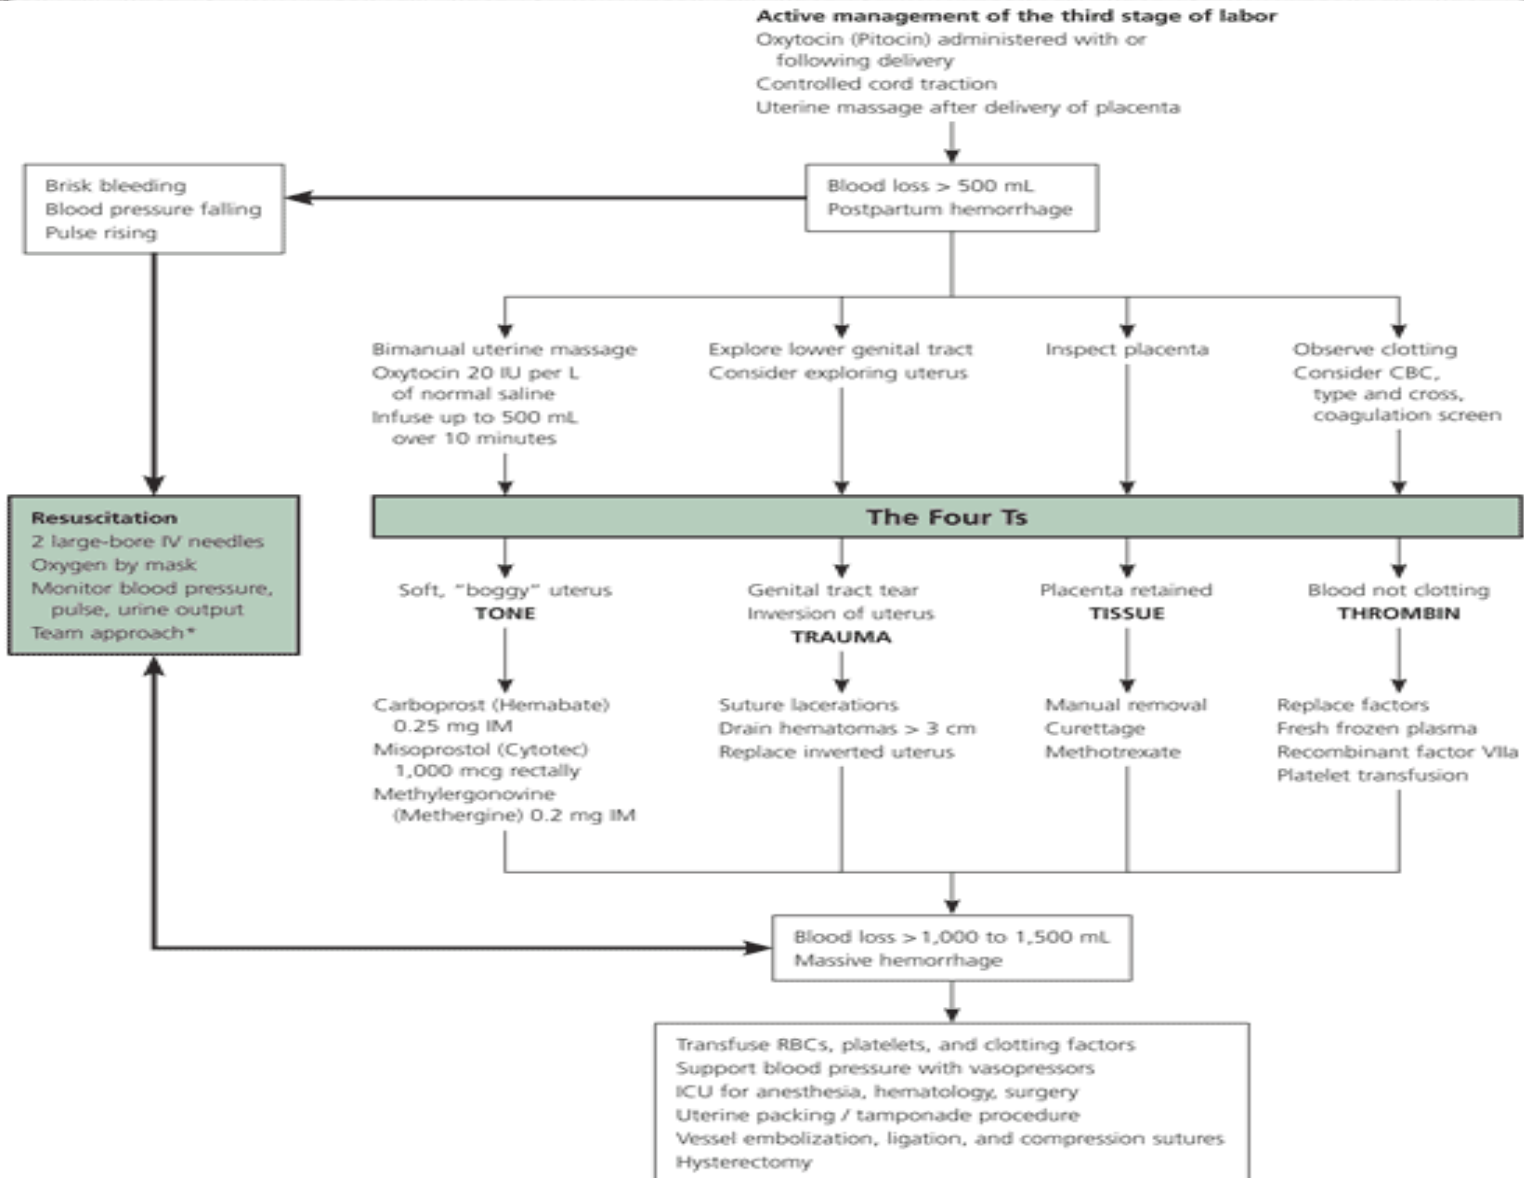 Active management of the third stage of labor
Oxytocin (Pitocin) administered with or
following delivery
Controlled cord traction
Uterine massage after delivery of placenta
Brisk bleeding
Blood pressure falling
Pulse rising
Blood loss > 500 mL
Postpartum hemorrhage
Bimanual uterine massage
Oxytocin 20 IU per L
of normal saline
Infuse up to 500 mL
over 10 minutes
Explore lower genital tract
Consider exploring uterus
Inspect placenta
Observe clotting
Consider CBC,
type and cross,
coagulation screen
Resuscitation
2 large-bore IV needles
Oxygen by mask
Monitor blood pressure,
pulse, urine output
Team approach*
The Four Ts
Soft, “boggy” uterus
TONE
Genital tract tear
Inversion of uterus
TRAUMA
Placenta retained
TISSUE
Blood not clotting
THROMBIN
Carboprost (Hemabate)
0.25 mg IM
Misoprostol (Cytotec)
1,000 mcg rectally
Methylergonovine
(Methergine) 0.2 mg IM
Suture lacerations
Drain hematomas > 3 cm
Replace inverted uterus
Manual removal
Curettage
Methotrexate
Replace factors
Fresh frozen plasma
Recombinant factor VIIa
Platelet transfusion
Blood loss >1,000 to 1,500 mL
Massive hemorrhage
Transfuse RBCs, platelets, and clotting factors
Support blood pressure with vasopressors
ICU for anesthesia, hematology, surgery
Uterine packing / tamponade procedure
Vessel embolization, ligation, and compression sutures
Hysterectomy